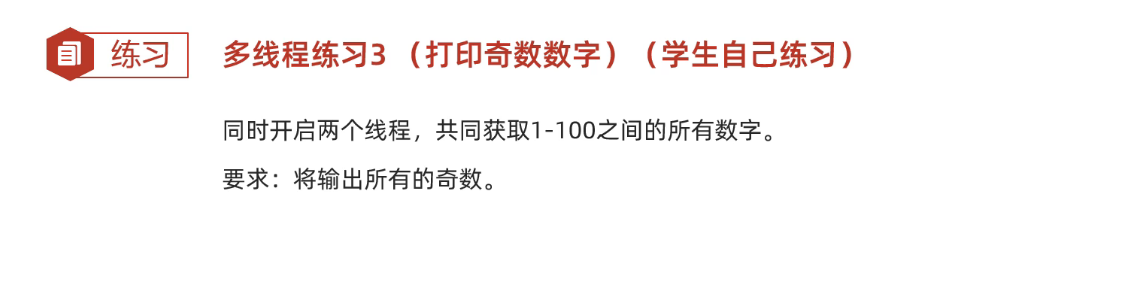 练习
多线程练习3 （打印奇数数字）（学生自己练习）
同时开启两个线程，共同获取1-100之间的所有数字。
要求：将输出所有的奇数。